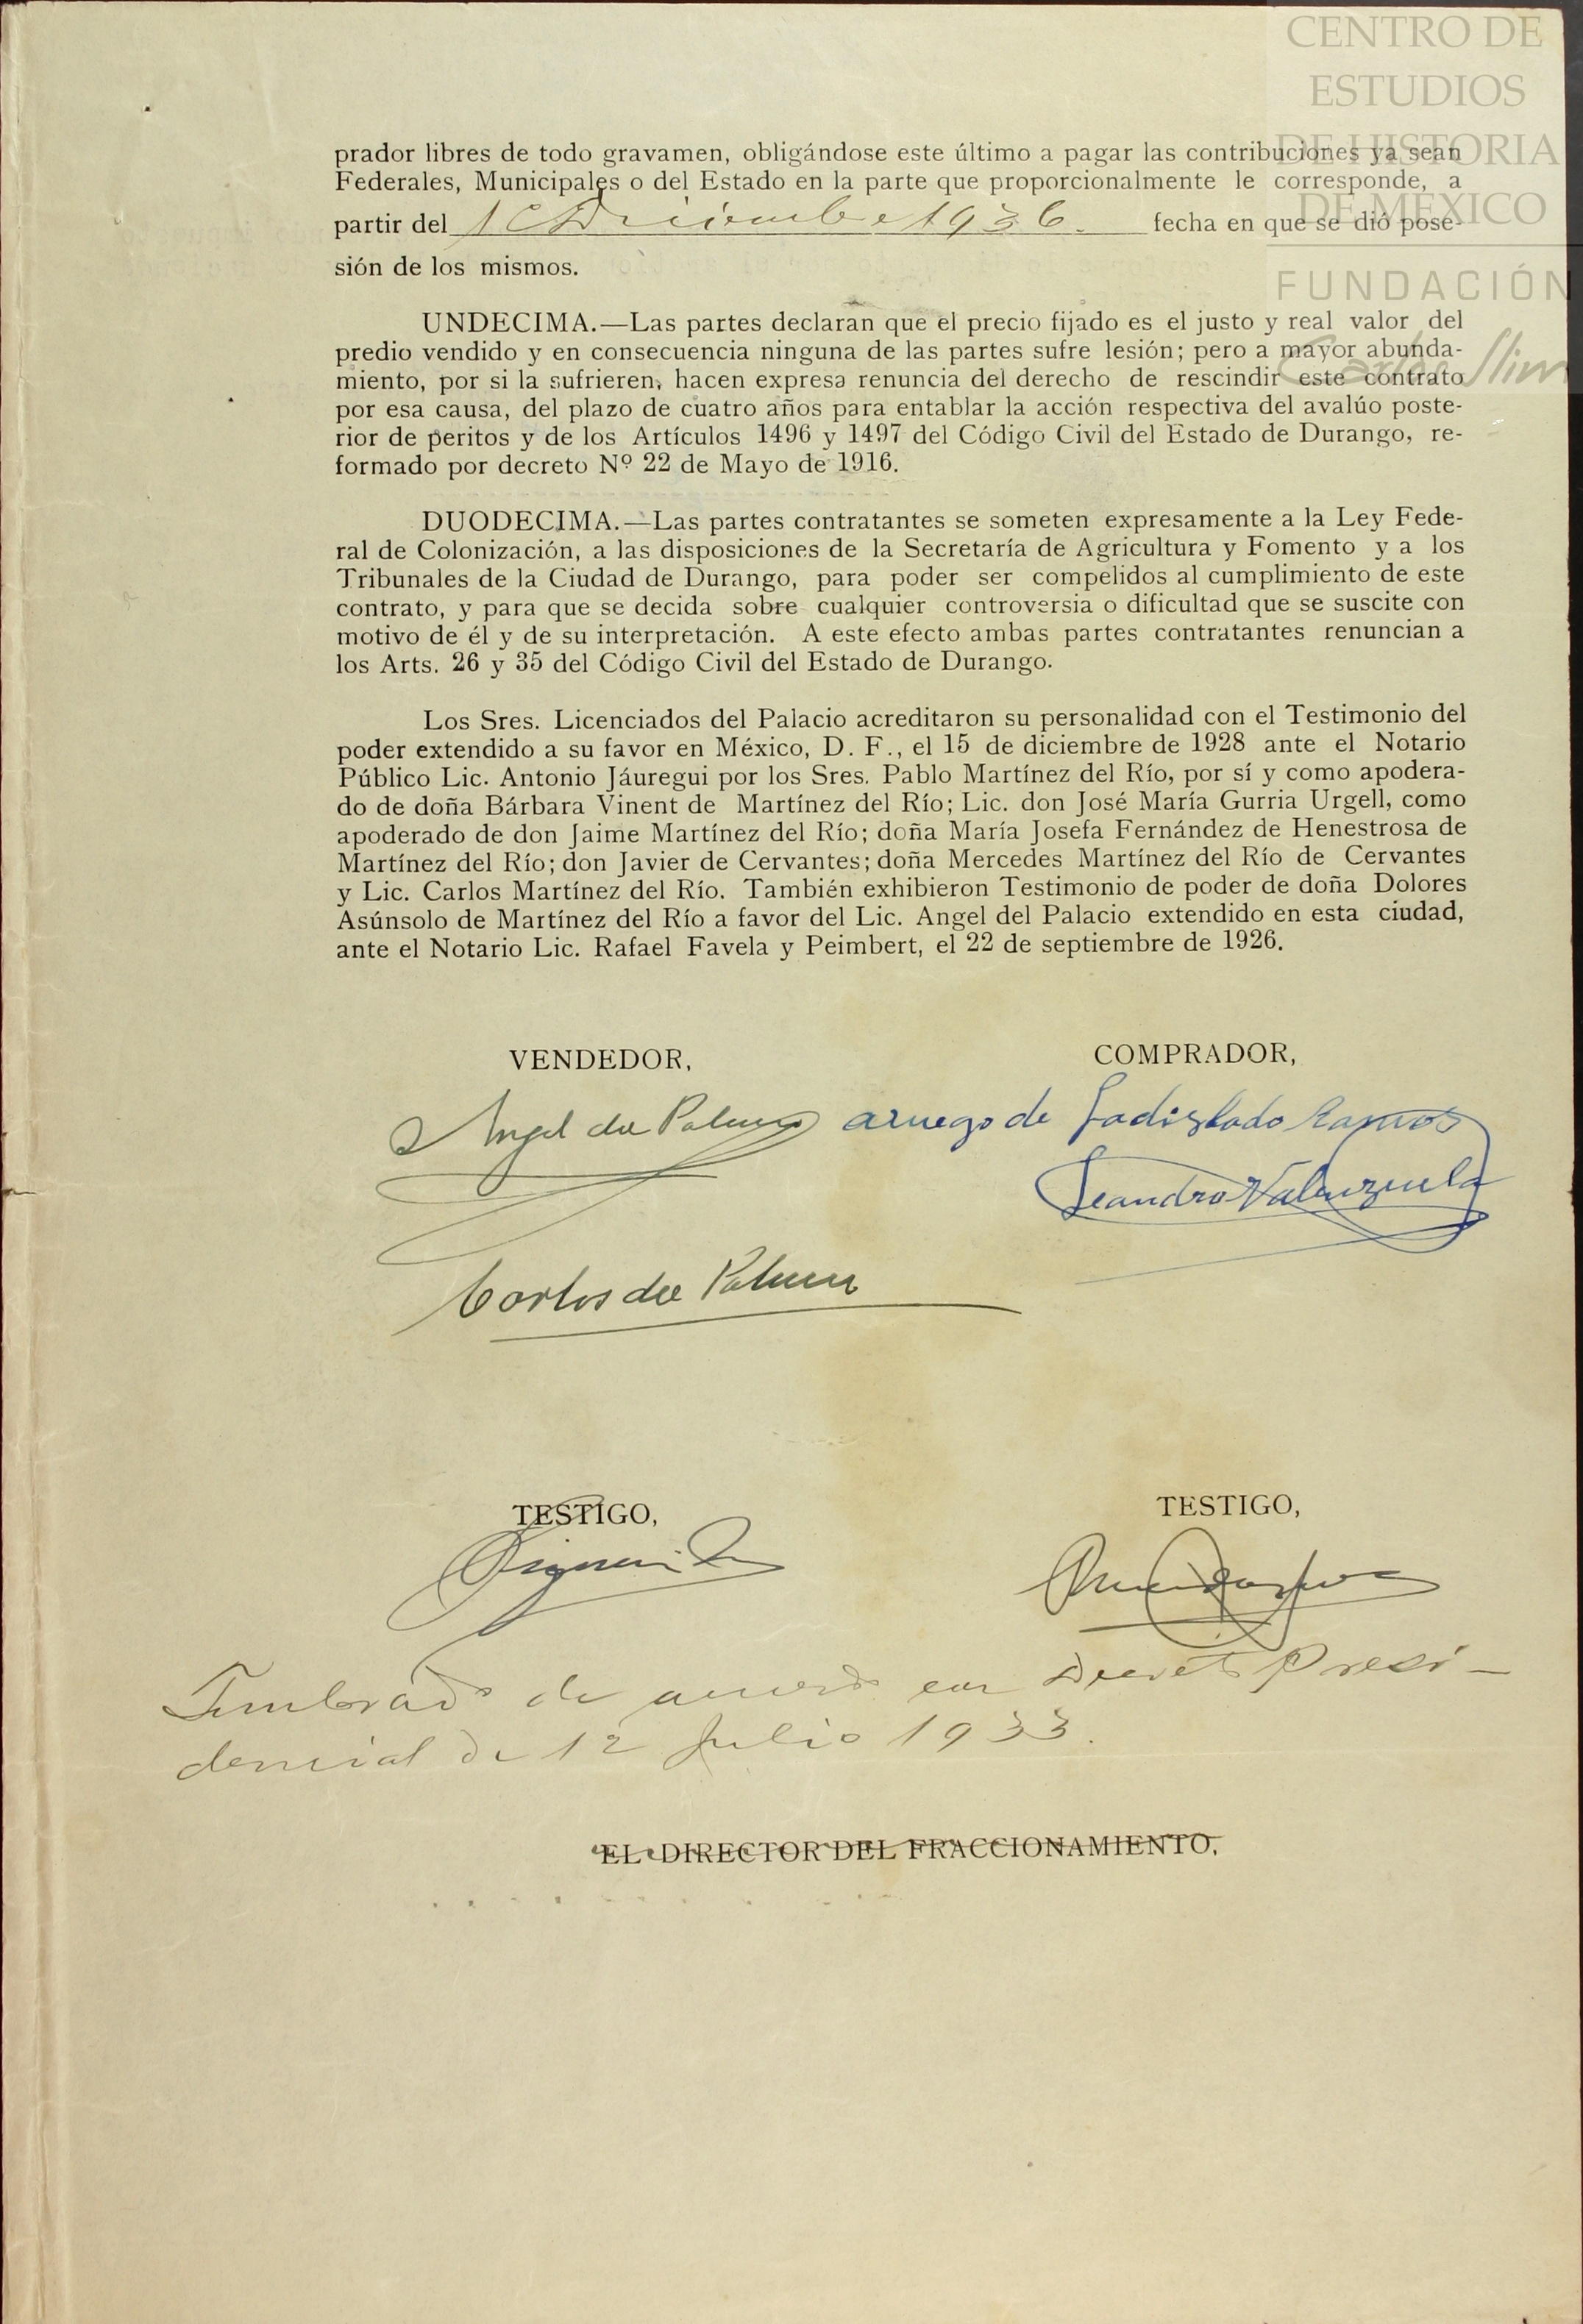 CENTRO DE
ESTUDIOS
DE HISTORIA
DE MÉXICO
FUNDACIÓN
Carlos Slim
prador libres de todo gravamen, obligándose este último a pagar las contribuciones ya sean
Federales, Municipales o del Estado en la parte que proporcionalmente le corresponde, a
partir del 1º Diciembre 1936. fecha en que se dió pose-
sión de los mismos.
UNDECIMA.—Las partes declaran que el precio fijado es el justo y real valor del
predio vendido y en consecuencia ninguna de las partes sufre lesión; pero a mayor abunda-
miento, por si la sufrieren, hacen expresa renuncia del derecho de rescindir este contrato
por esa causa, del plazo de cuatro años para entablar la acción respectiva del avalúo poste-
rior de peritos y de los Artículos 1496 y 1497 del Código Civil del Estado de Durango, re-
formado por decreto Nº 22 de Mayo de 1916.
DUODECIMA.—Las partes contratantes se someten expresamente a la Ley Fede-
ral de Colonización, a las disposiciones de la Secretaría de Agricultura y Fomento y a los
Tribunales de la Ciudad de Durango, para poder ser compelidos al cumplimiento de este
contrato, y para que se decida sobre cualquier controversia o dificultad que se suscite con
motivo de él y de su interpretación. A este efecto ambas partes contratantes renuncian a
los Arts. 26 y 35 del Código Civil del Estado de Durango.
Los Sres. Licenciados del Palacio acreditaron su personalidad con el Testimonio del
poder extendido a su favor en México, D. F., el 15 de diciembre de 1928 ante el Notario
Público Lic. Antonio Jáuregui por los Sres. Pablo Martínez del Río, por sí y como apodera-
do de doña Bárbara Vinent de Martínez del Río; Lic. don José María Gurria Urgell, como
apoderado de don Jaime Martínez del Río; doña María Josefa Fernández de Henestrosa de
Martínez del Río; don Javier de Cervantes; doña Mercedes Martínez del Río de Cervantes
y Lic. Carlos Martínez del Río. También exhibieron Testimonio de poder de doña Dolores
Asúnsolo de Martínez del Río a favor del Lic. Angel del Palacio extendido en esta ciudad,
ante el Notario Lic. Rafael Favela y Peimbert, el 22 de septiembre de 1926.
VENDEDOR,
COMPRADOR,
Angel del Palacio
aruego de Ladislado Ramos
Leandro Valenzuela
Carlos del Palacio
TESTIGO,
TESTIGO,
Timbrado de acuerdo con Decreto Presi-
dencial de 12 Julio 1933.
EL DIRECTOR DEL FRACCIONAMIENTO,